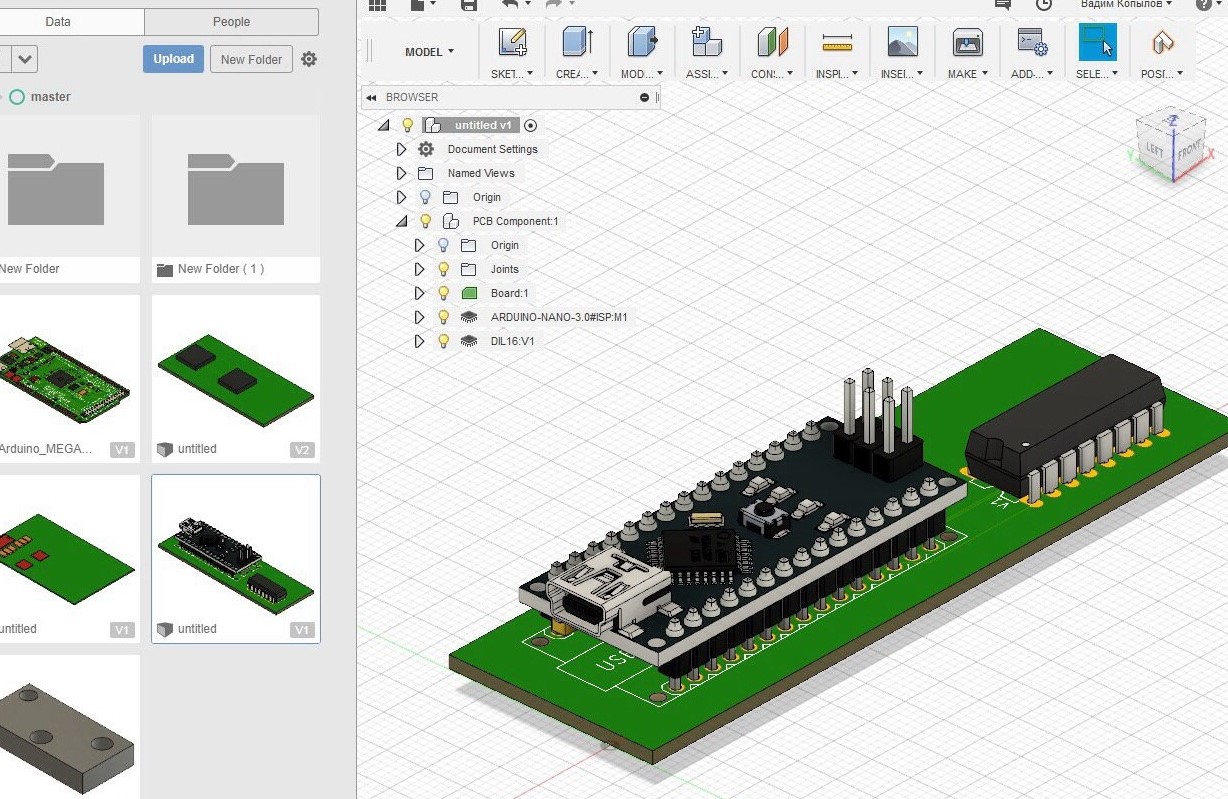 Data
People
Upload
New Folder
master
New Folder
New Folder ( 1 )
Arduino_MEGA...
V1
untitled
V2
untitled
V1
untitled
V1
Вадим Копылов
MODEL
SKET...
CREA...
MOD...
ASSI...
CON...
INSPI...
INSEI...
MAKE
ADD-...
SELE...
POSI...
BROWSER
untitled v1
Document Settings
Named Views
Origin
PCB Component:1
Origin
Joints
Board:1
ARDUINO-NANO-3.0#ISP:M1
DIL16:V1
Z
LEFT
FRONT
Y
X
V1
USB